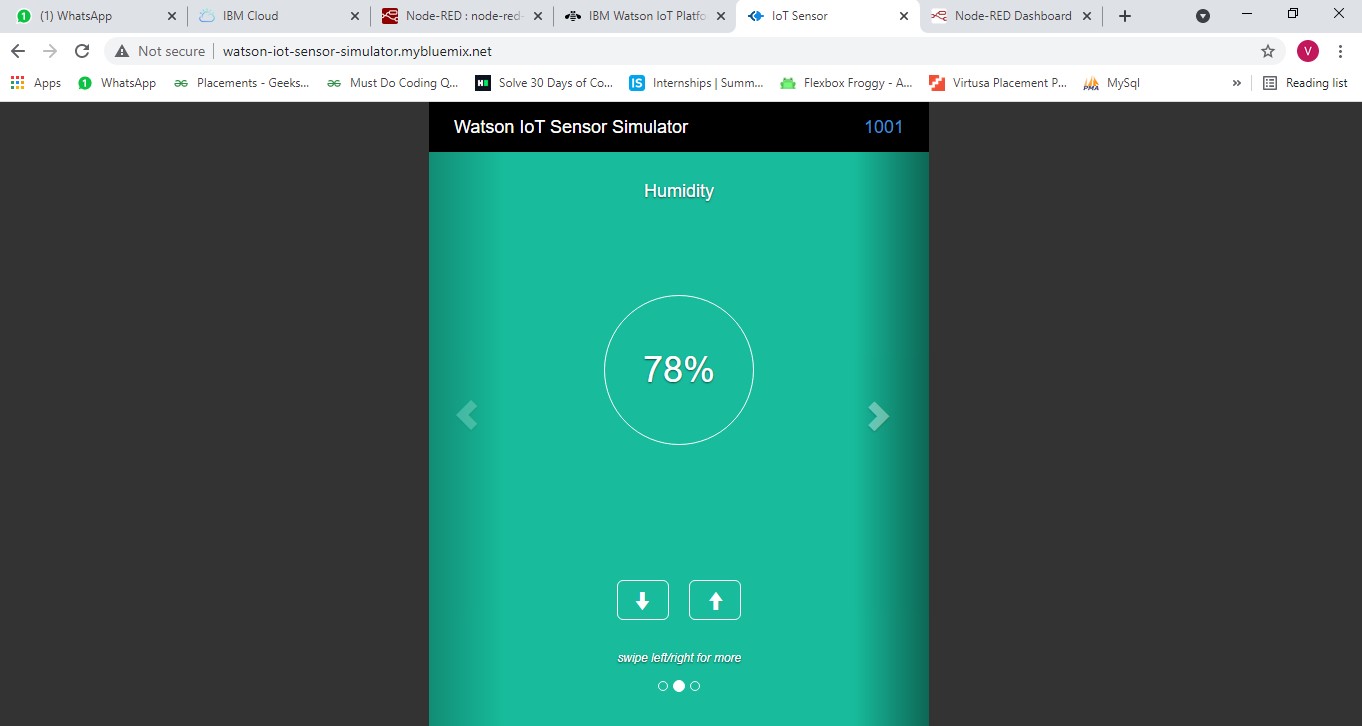 (1) WhatsApp
IBM Cloud
Node-RED : node-red-
IBM Watson IoT Platfo
IoT Sensor
Node-RED Dashboard
Not secure
watson-iot-sensor-simulator.mybluemix.net
V
Apps
WhatsApp
Placements - Geeks...
Must Do Coding Q...
Solve 30 Days of Co...
Internships | Summ...
Flexbox Froggy - A...
Virtusa Placement P...
MySql
»
Reading list
Watson IoT Sensor Simulator
1001
Humidity
78%
swipe left/right for more